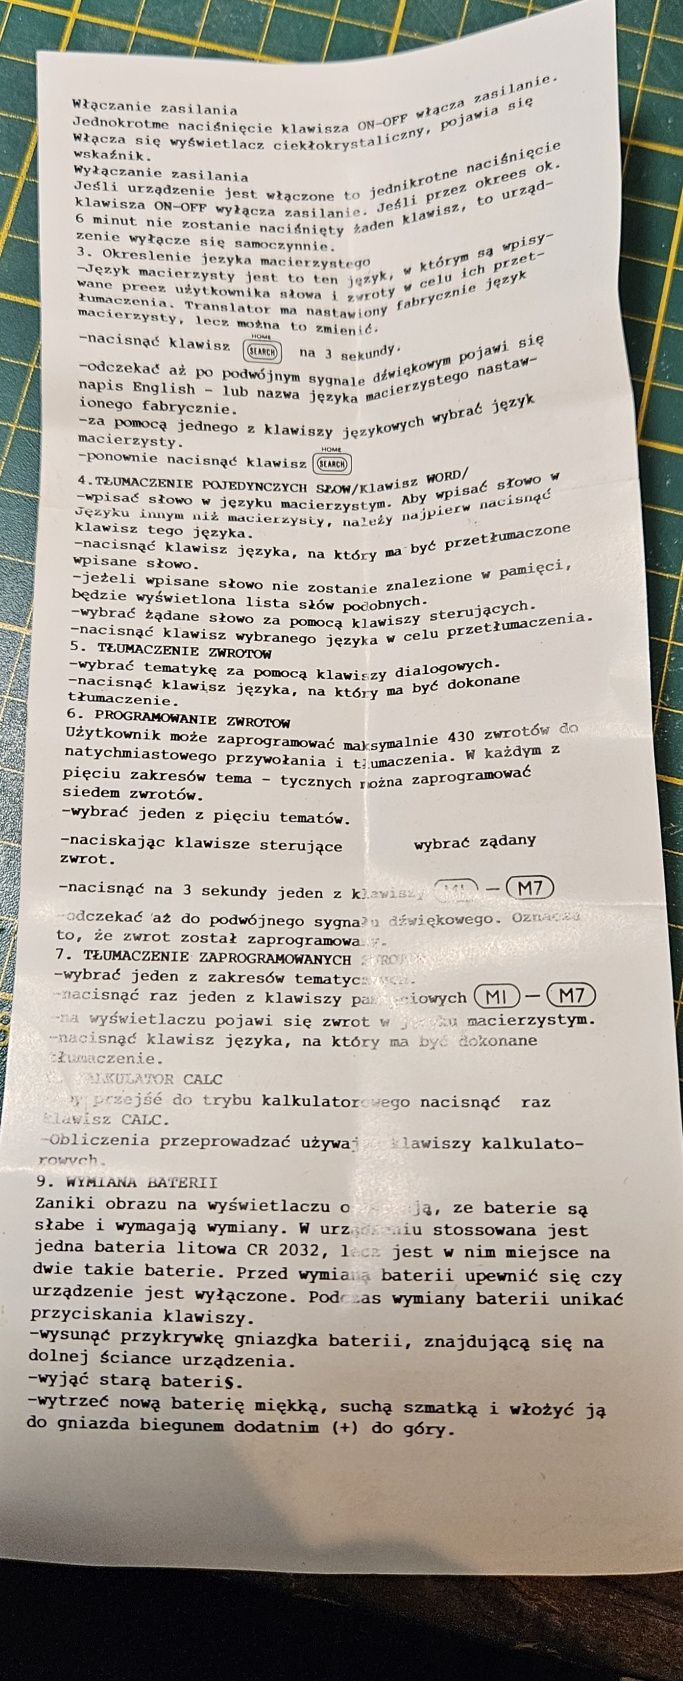 Włączanie zasilania
Jednokrotme naciśnięcie klawisza ON-OFF włącza zasilanie.
Włącza się wyświetlacz ciekłokrystaliczny, pojawia się
wskaźnik.
Wyłączanie zasilania
Jeśli urządzenie jest włączone to jednikrotne naciśnięcie
klawisza ON-OFF wyłącza zasilanie. Jeśli przez okrees ok.
6 minut nie zostanie naciśnięty żaden klawisz, to urząd-
zenie wyłącze się samoczynnie.
3. Okreslenie jezyka macierzystego
-Język macierzysty jest to ten język, w którym są wpisy-
wane preez użytkownika słowa i zwroty w celu ich przet-
łumaczenia. Translator ma nastawiony fabrycznie język
macierzysty, lecz można to zmienić.
HOME
-nacisnąć klawisz SEARCH na 3 sekundy.
-odczekać aż po podwójnym sygnale dźwiękowym pojawi się
napis English - lub nazwa języka macierzystego nastaw-
ionego fabrycznie.
-za pomocą jednego z klawiszy językowych wybrać język
macierzysty.
HOME
-ponownie nacisnąć klawisz SEARCH
4.TŁUMACZENIE POJEDYNCZYCH SŁOW/Klawisz WORD/
-wpisać słowo w języku macierzystym. Aby wpisać słowo w
Języku innym niż macierzysty, należy najpierw nacisnąć
klawisz tego języka.
-nacisnąć klawisz języka, na który ma być przetłumaczone
wpisane słowo.
-jeżeli wpisane słowo nie zostanie znalezione w pamięci,
będzie wyświetlona lista słów podobnych.
-wybrać żądane słowo za pomocą klawiszy sterujących.
-nacisnąć klawisz wybranego języka w celu przetłumaczenia.
5. TŁUMACZENIE ZWROTOW
-wybrać tematykę za pomocą klawiszy dialogowych.
-nacisnąć klawisz języka, na który ma być dokonane
tłumaczenie.
6. PROGRAMOWANIE ZWROTOW
Użytkownik może zaprogramować maksymalnie 430 zwrotów do
natychmiastowego przywołania i tłumaczenia. W każdym z
pięciu zakresów tema - tycznych można zaprogramować
siedem zwrotów.
-wybrać jeden z pięciu tematów.
-naciskając klawisze sterujące wybrać ządany
zwrot.
-nacisnąć na 3 sekundy jeden z klawiszy M1 - M7
-odczekać aż do podwójnego sygnału dźwiękowego. Oznacza
to, że zwrot został
7. TŁUMACZENIE ZAPROGRAMOWANYCH
-wybrać jeden z zakresów
-nacisnąć raz jeden z klawiszy M1 - M7
-na wyświetlaczu pojawi się zwrot w macierzystym.
-nacisnąć klawisz języka, na który ma być dokonane
tłumaczenie.
CALC
przejść do trybu nacisnąć raz
klawisz CALC.
-Obliczenia przeprowadzać klawiszy kalkulato-
rowych.
9. WYMIANA BATERII
Zaniki obrazu na wyświetlaczu ze baterie są
słabe i wymagają wymiany. W stossowana jest
jedna bateria litowa CR 2032, lecz jest w nim miejsce na
dwie takie baterie. Przed wymianą baterii upewnić się czy
urządzenie jest wyłączone. Podczas wymiany baterii unikać
przyciskania klawiszy.
-wysunąć przykrywkę gniazdka baterii, znajdującą się na
dolnej ściance urządzenia.
-wyjąć starą bateriS.
-wytrzeć nową baterię miękką, suchą szmatką i włożyć ją
do gniazda biegunem dodatnim (+) do góry.